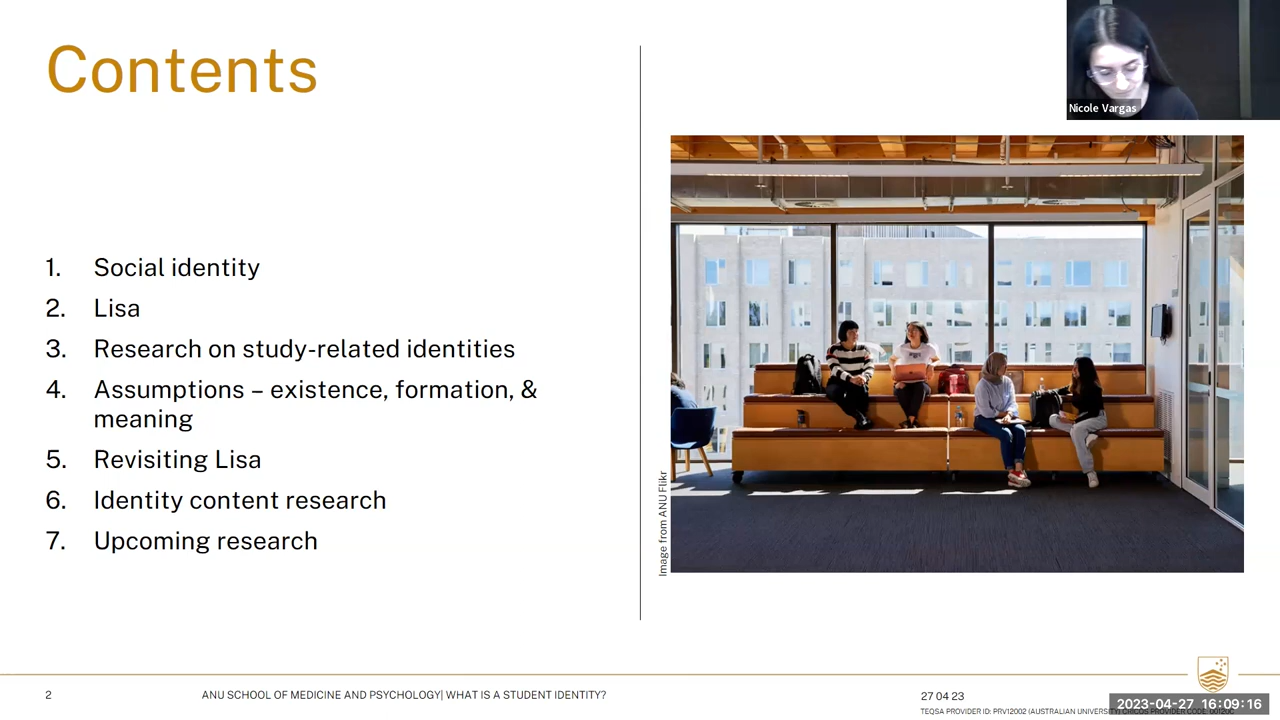 Contents
Nicole Vargas
1. Social identity
2. Lisa
3. Research on study-related identities
4. Assumptions – existence, formation, &
meaning
5. Revisiting Lisa
6. Identity content research
7. Upcoming research
Image from ANU Flikr
2
ANU SCHOOL OF MEDICINE AND PSYCHOLOGY| WHAT IS A STUDENT IDENTITY?
27 04 23
TEQSA PROVIDER ID: PRV12002 (AUSTRALIAN UNIVERSITY)
2023-04-27 16:09:16